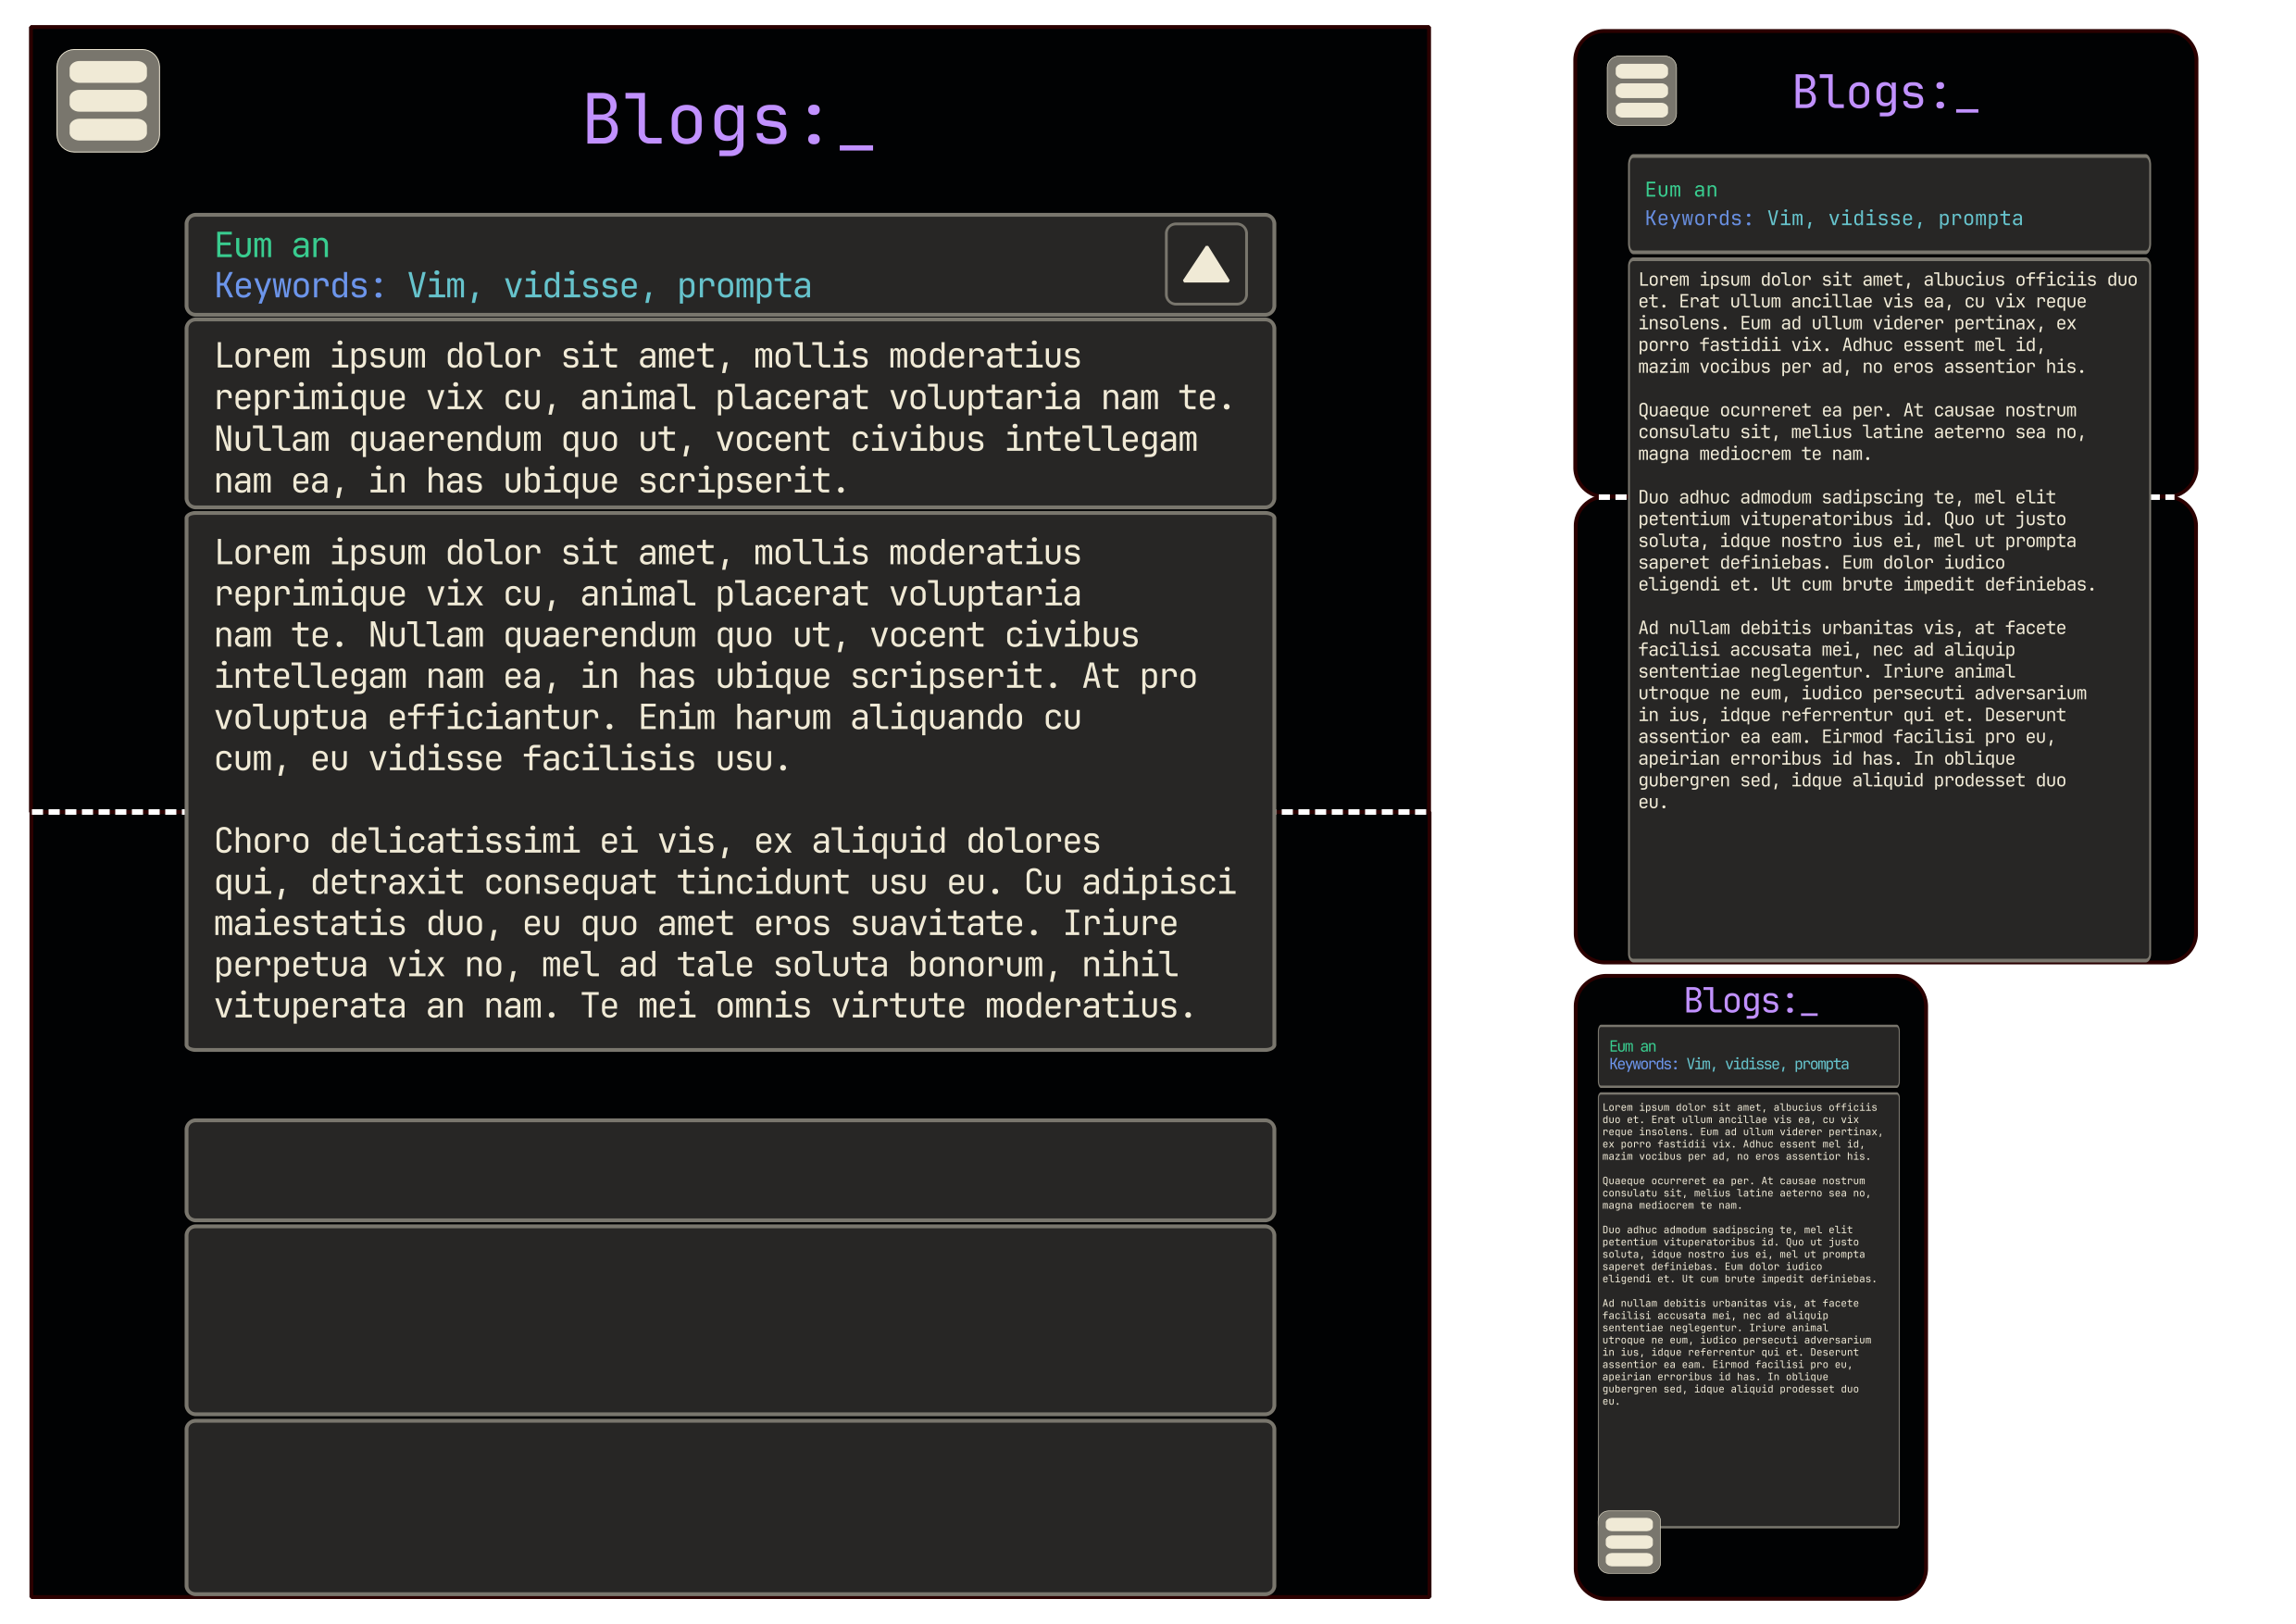 Blogs:_
Eum an
Keywords: Vim, vidisse, prompta
Lorem ipsum dolor sit amet, mollis moderatius
reprimique vix cu, animal placerat voluptaria nam te.
Nullam quaerendum quo ut, vocent civibus intellegam
nam ea, in has ubique scripserit.
Lorem ipsum dolor sit amet, mollis moderatius
reprimique vix cu, animal placerat voluptaria
nam te. Nullam quaerendum quo ut, vocent civibus
intellegam nam ea, in has ubique scripserit. At pro
voluptua efficiantur. Enim harum aliquando cu
cum, eu vidisse facilisis usu.
Choro delicatissimi ei vis, ex aliquid dolores
qui, detraxit consequat tincidunt usu eu. Cu adipisci
maiestatis duo, eu quo amet eros suavitate. Iriure
perpetua vix no, mel ad tale soluta bonorum, nihil
vituperata an nam. Te mei omnis virtute moderatius.
Blogs:_
Eum an
Keywords: Vim, vidisse, prompta
Lorem ipsum dolor sit amet, albucius officiis duo
et. Erat ullum ancillae vis ea, cu vix reque
insolens. Eum ad ullum viderer pertinax, ex
porro fastidii vix. Adhuc essent mel id,
mazim vocibus per ad, no eros assentior his.
Quaeque ocurreret ea per. At causae nostrum
consulatu sit, melius latine aeterno sea no,
magna mediocrem te nam.
Duo adhuc admodum sadipscing te, mel elit
petentium vituperatoribus id. Quo ut justo
soluta, idque nostro ius ei, mel ut prompta
saperet definiebas. Eum dolor iudico
eligendi et. Ut cum brute impedit definiebas.
Ad nullam debitis urbanitas vis, at facete
facilisi accusata mei, nec ad aliquip
sententiae neglegentur. Iriure animal
utroque ne eum, iudico persecuti adversarium
in ius, idque referrentur qui et. Deserunt
assentior ea eam. Eirmod facilisi pro eu,
apeirian erroribus id has. In oblique
gubergren sed, idque aliquid prodesset duo
eu.
Blogs:_
Eum an
Keywords: Vim, vidisse, prompta
Lorem ipsum dolor sit amet, albucius officiis
duo et. Erat ullum ancillae vis ea, cu vix
reque insolens. Eum ad ullum viderer pertinax,
ex porro fastidii vix. Adhuc essent mel id,
mazim vocibus per ad, no eros assentior his.
Quaeque ocurreret ea per. At causae nostrum
consulatu sit, melius latine aeterno sea no,
magna mediocrem te nam.
Duo adhuc admodum sadipscing te, mel elit
petentium vituperatoribus id. Quo ut justo
soluta, idque nostro ius ei, mel ut prompta
saperet definiebas. Eum dolor iudico
eligendi et. Ut cum brute impedit definiebas.
Ad nullam debitis urbanitas vis, at facete
facilisi accusata mei, nec ad aliquip
sententiae neglegentur. Iriure animal
utroque ne eum, iudico persecuti adversarium
in ius, idque referrentur qui et. Deserunt
assentior ea eam. Eirmod facilisi pro eu,
apeirian erroribus id has. In oblique
gubergren sed, idque aliquid prodesset duo
eu.